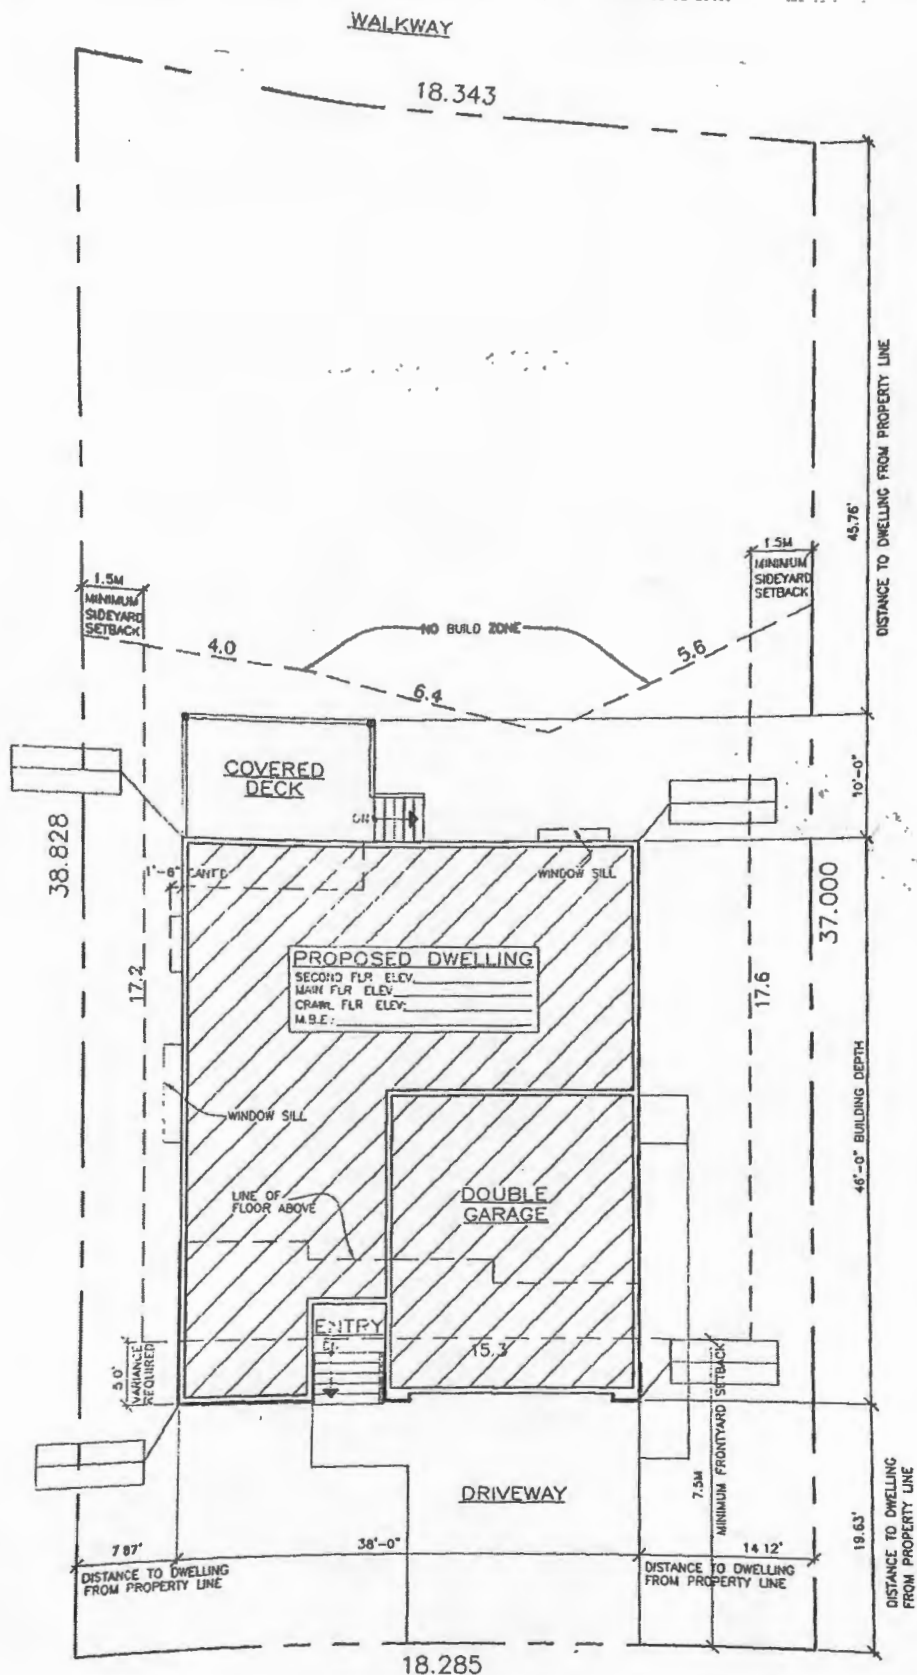 WALKWAY
18.343
DISTANCE TO DWELLING FROM PROPERTY LINE
45.76'
1.5M
MINIMUM
SIDEYARD
SETBACK
1.5M
MINIMUM
SIDEYARD
SETBACK
4.0
NO BUILD ZONE
5.6
6.4
COVERED
DECK
10'-0"
38.828
1'-6" CANT'D
WINDOW SILL
37.000
17.2
PROPOSED DWELLING
SECOND FLR ELEV
MAIN FLR ELEV
CRAWL FLR ELEV:
M.B.E:
17.6
WINDOW SILL
46'-0" BUILDING DEPTH
LINE OF
FLOOR ABOVE
DOUBLE
GARAGE
ENTRY
15.3
5 0'
VARIANCE
REQUIRED
MINIMUM FRONTYARD SETBACK
7.5M
DRIVEWAY
19.63'
DISTANCE TO DWELLING
FROM PROPERTY LINE
7 87'
38'-0"
14 12'
DISTANCE TO DWELLING
FROM PROPERTY LINE
DISTANCE TO DWELLING
FROM PROPERTY LINE
18.285